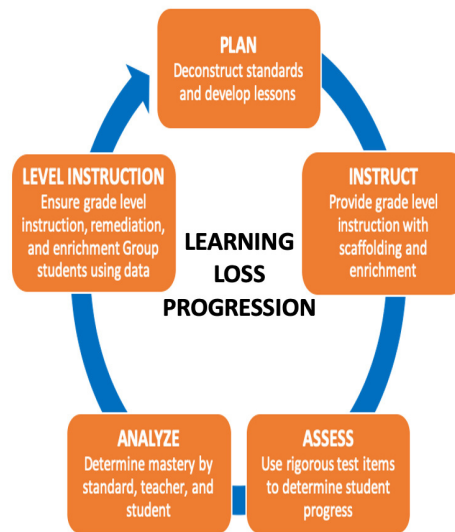 PLAN
Deconstruct standards
and develop lessons
INSTRUCT
Provide grade level
instruction with
scaffolding and
enrichment
ASSESS
Use rigorous test items
to determine student
progress
ANALYZE
Determine mastery by
standard, teacher, and
student
LEVEL INSTRUCTION
Ensure grade level
instruction, remediation,
and enrichment Group
students using data
LEARNING
LOSS
PROGRESSION